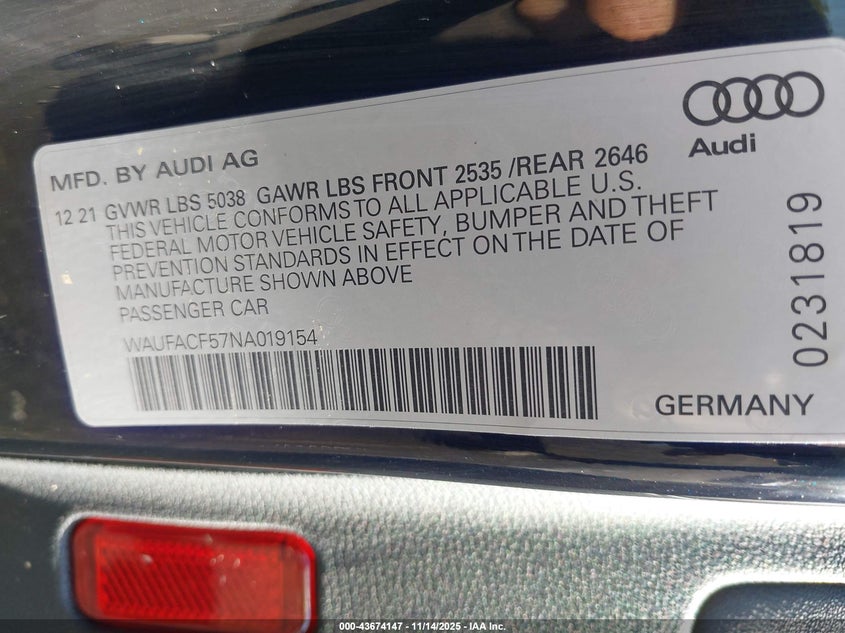 MFD. BY AUDI AG
12 21 GVWR LBS 5038 GAWR LBS FRONT 2535 /REAR 2646
THIS VEHICLE CONFORMS TO ALL APPLICABLE U.S.
FEDERAL MOTOR VEHICLE SAFETY, BUMPER AND THEFT
PREVENTION STANDARDS IN EFFECT ON THE DATE OF
MANUFACTURE SHOWN ABOVE
PASSENGER CAR
WAUFACF57NA019154
Audi
0231819
GERMANY
000-43674147 - 11/14/2025 - IAA Inc.